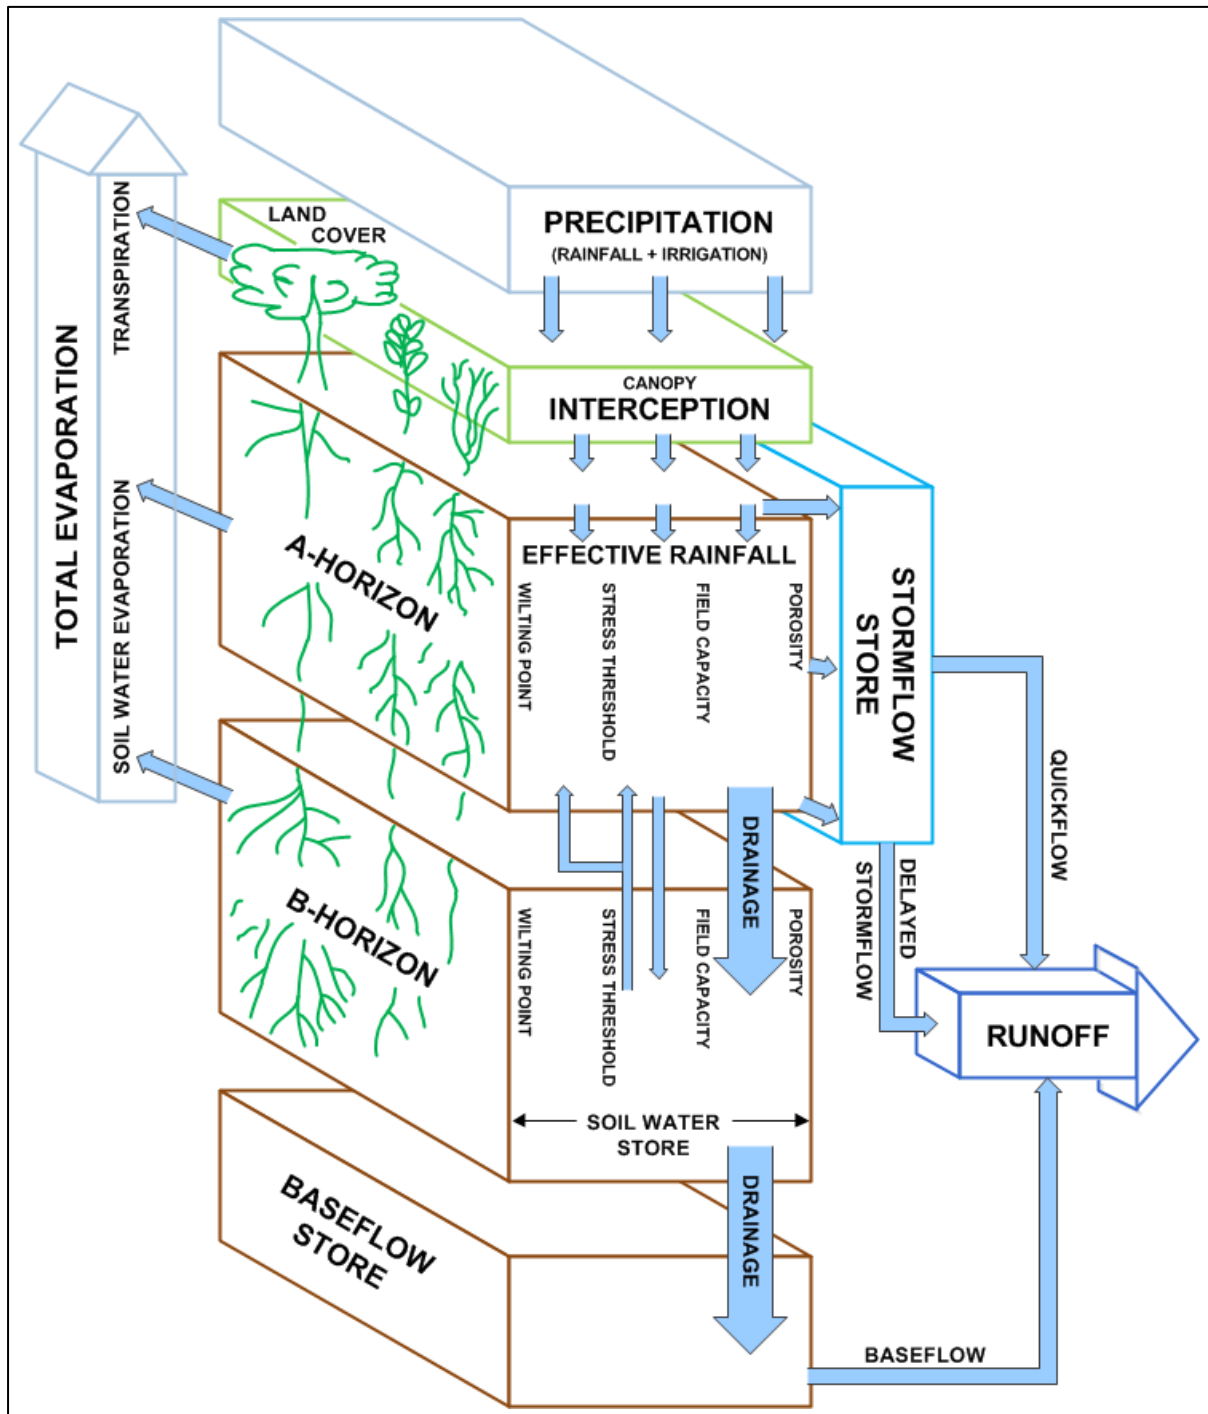 PRECIPITATION
(RAINFALL + IRRIGATION)
LAND
COVER
CANOPY
INTERCEPTION
TOTAL EVAPORATION
TRANSPIRATION
SOIL WATER EVAPORATION
A-HORIZON
EFFECTIVE RAINFALL
WILTING POINT
STRESS THRESHOLD
FIELD CAPACITY
POROSITY
STORMFLOW
STORE
QUICKFLOW
DELAYED
STORMFLOW
DRAINAGE
B-HORIZON
WILTING POINT
STRESS THRESHOLD
FIELD CAPACITY
POROSITY
RUNOFF
SOIL WATER
STORE
DRAINAGE
BASEFLOW
STORE
BASEFLOW